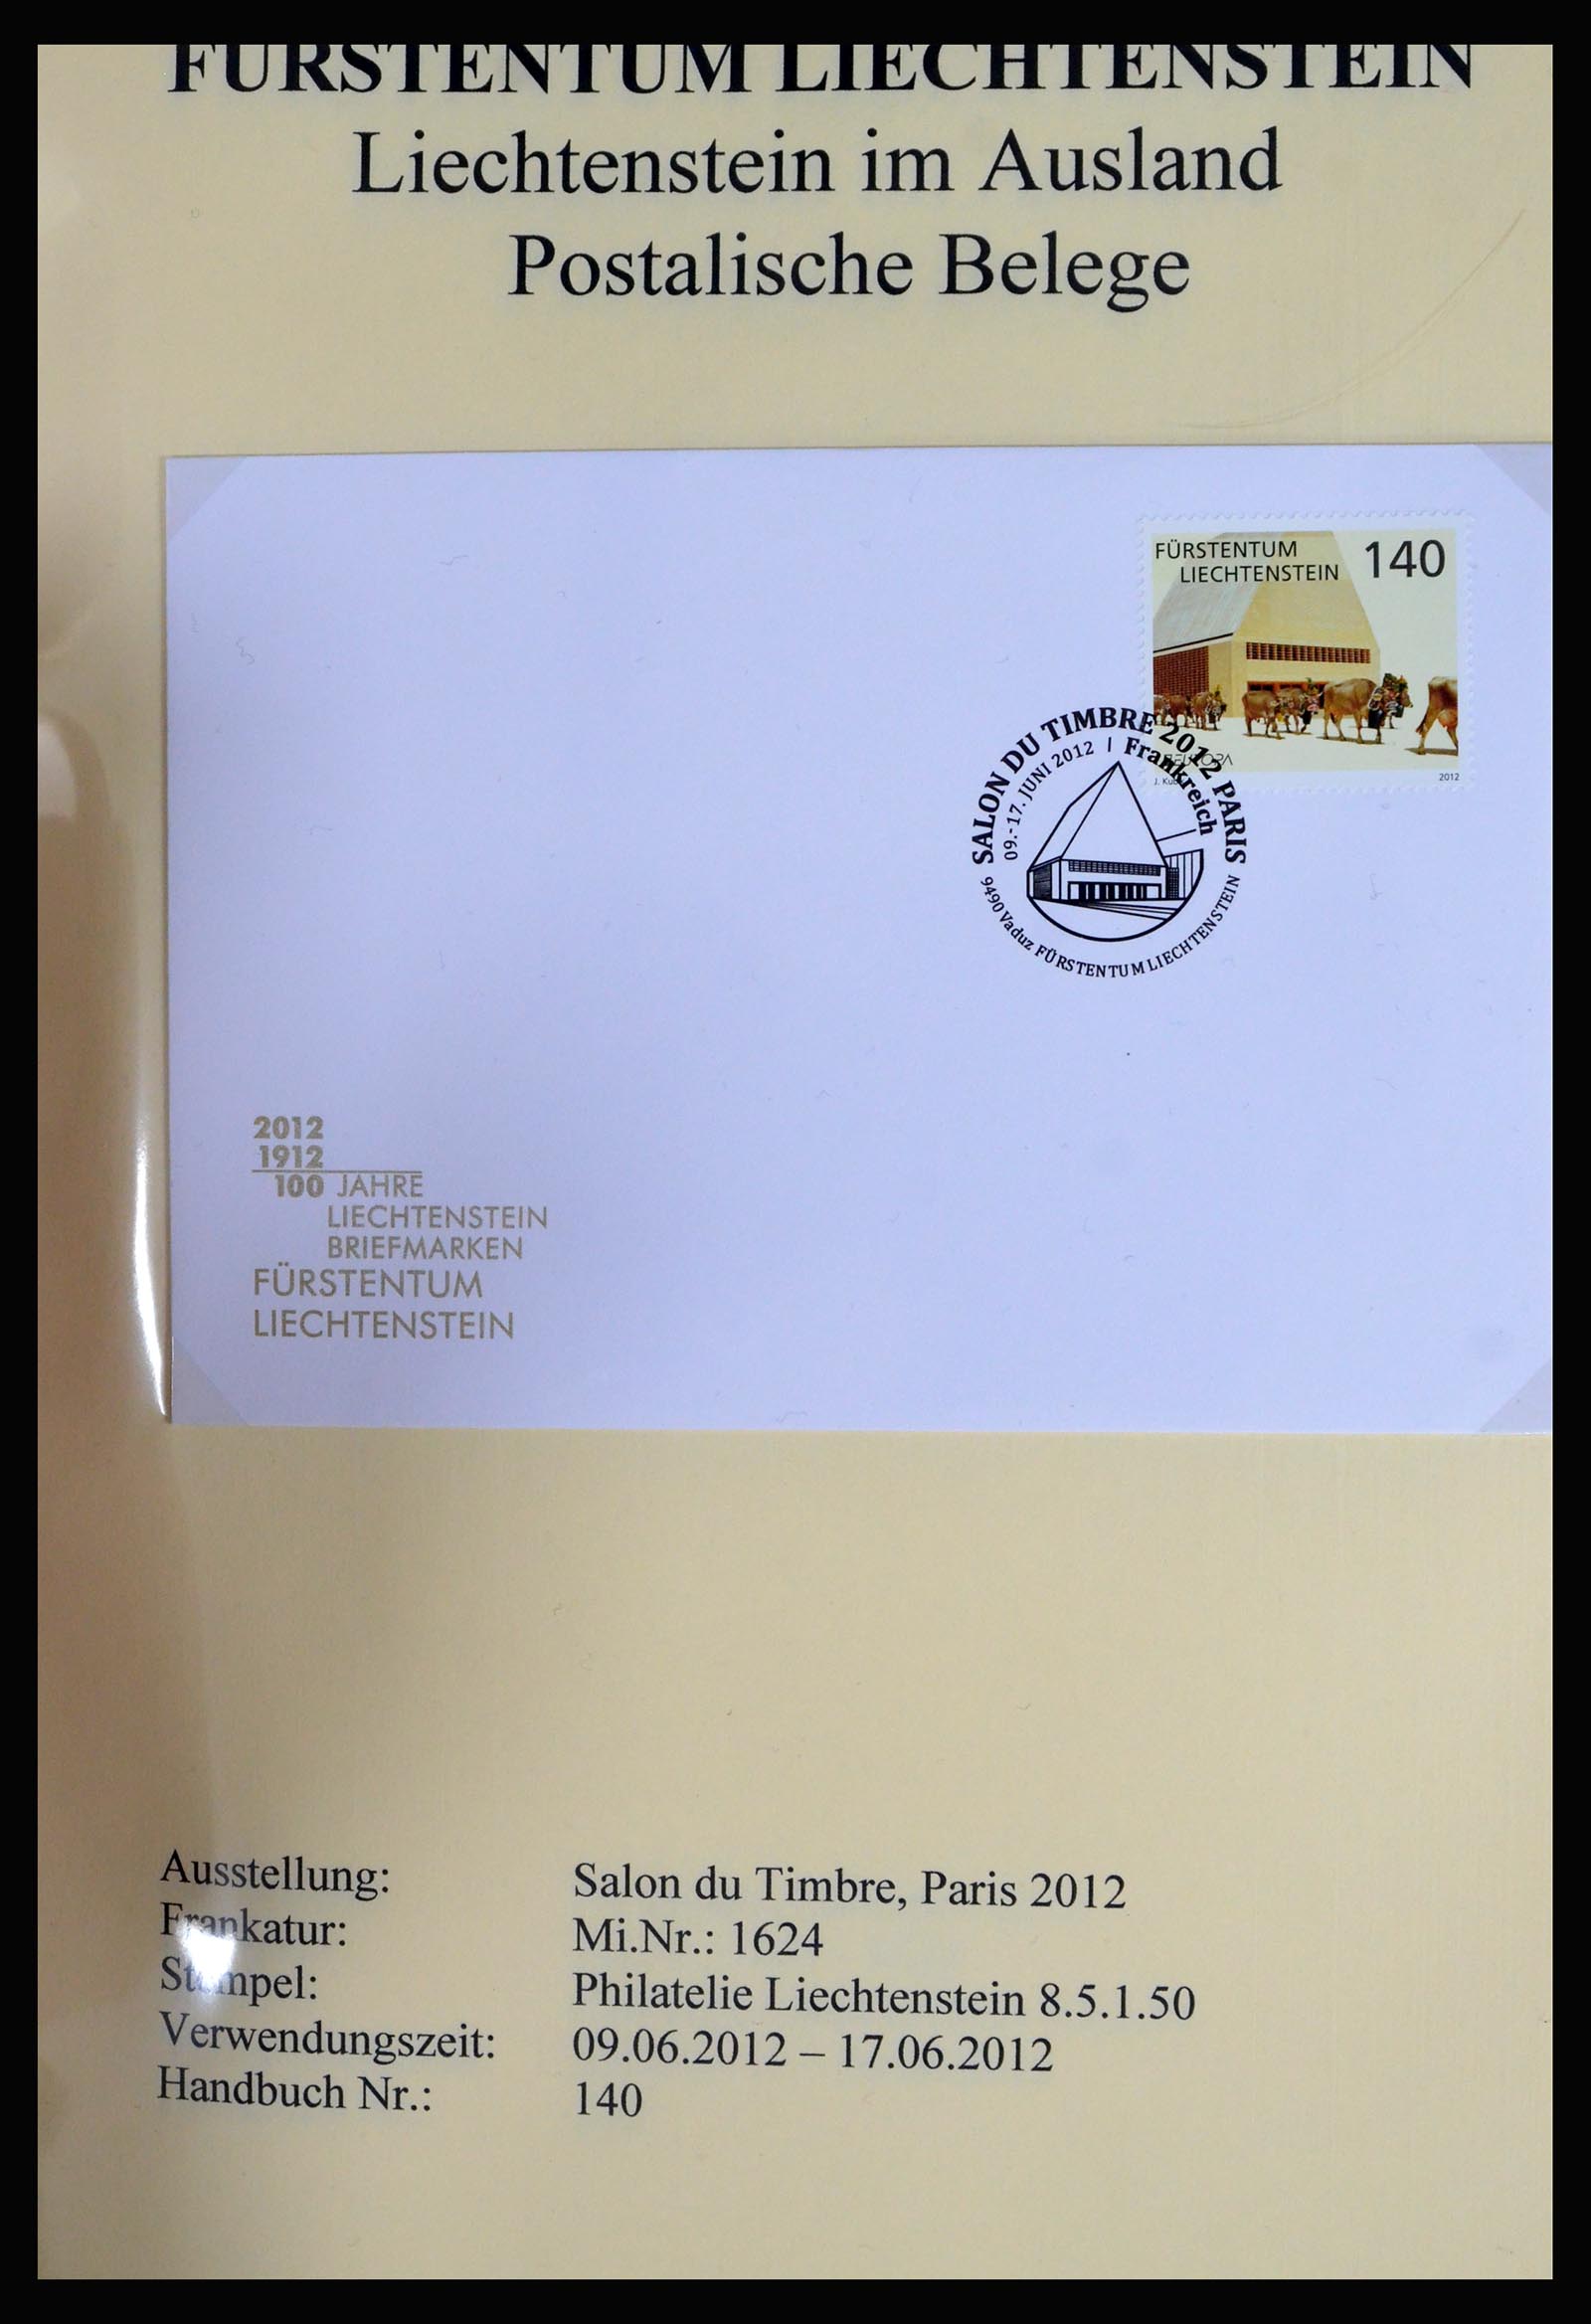 FÜRSTENTUM LIECHTENSTEIN
Liechtenstein im Ausland
Postalische Belege
FÜRSTENTUM
LIECHTENSTEIN
140
2012
SALON DU TIMBRE 2012 PARIS
09.-17. JUNI 2012 | Frankreich
9490 Vaduz FÜRSTENTUM LIECHTENSTEIN
2012
1912
100 JAHRE
LIECHTENSTEIN
BRIEFMARKEN
FÜRSTENTUM
LIECHTENSTEIN
Ausstellung: Salon du Timbre, Paris 2012
Frankatur: Mi.Nr.: 1624
Stempel: Philatelie Liechtenstein 8.5.1.50
Verwendungszeit: 09.06.2012 – 17.06.2012
Handbuch Nr.: 140